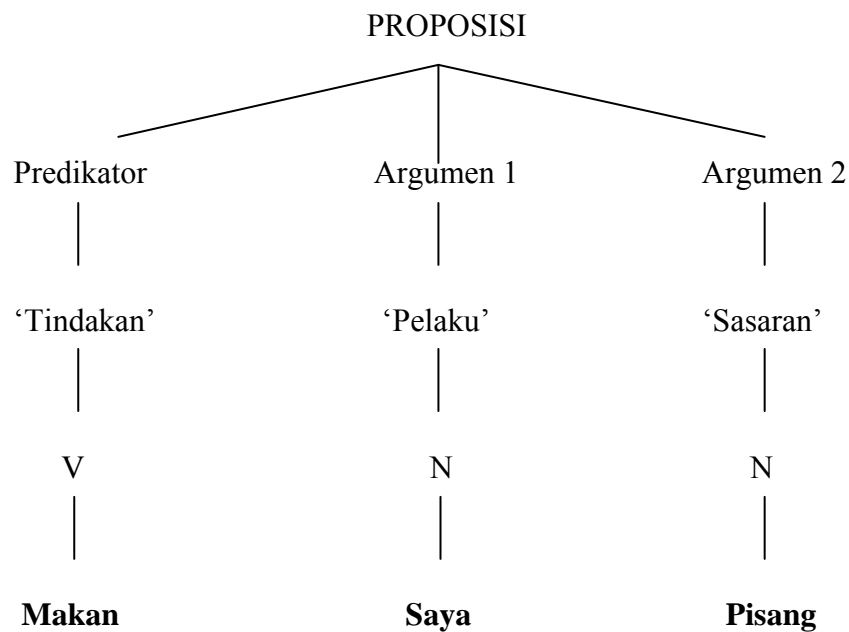 PROPOSISI
Predikator Argumen 1 Argumen 2
‘Tindakan’ ‘Pelaku’ ‘Sasaran’
V N N
Makan Saya Pisang